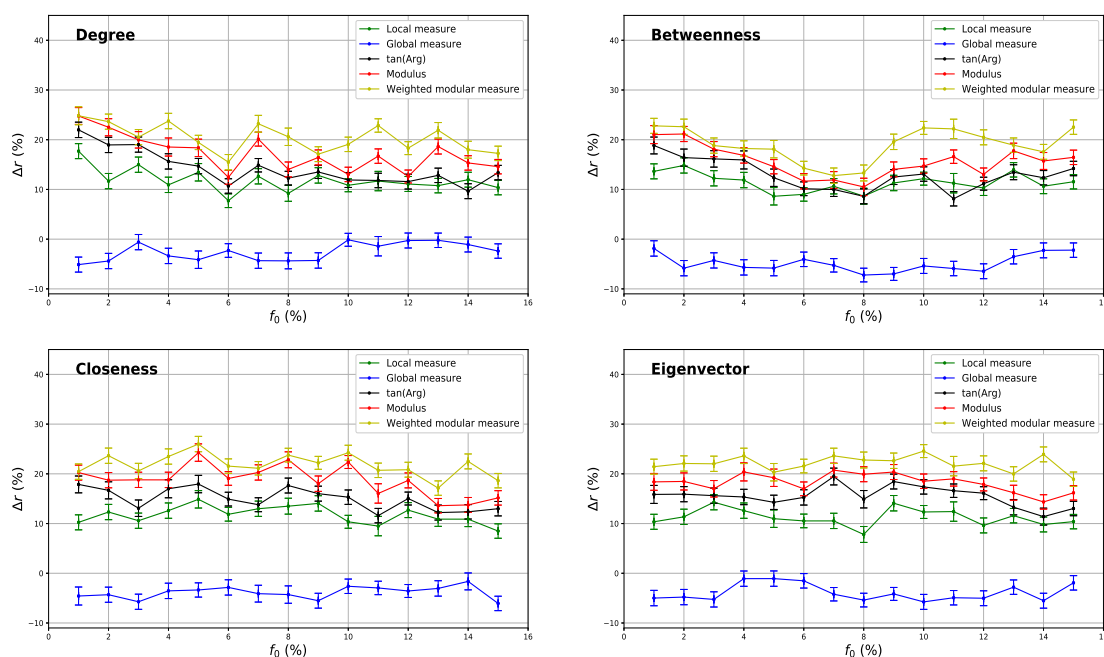 Degree
Local measure
Global measure
tan(Arg)
Modulus
Weighted modular measure
40
30
20
10
0
−10
Δr (%)
0 2 4 6 8 10 12 14 16
f0 (%)
Betweenness
Local measure
Global measure
tan(Arg)
Modulus
Weighted modular measure
40
30
20
10
0
−10
Δr (%)
0 2 4 6 8 10 12 14 16
f0 (%)
Closeness
Local measure
Global measure
tan(Arg)
Modulus
Weighted modular measure
40
30
20
10
0
−10
Δr (%)
0 2 4 6 8 10 12 14 16
f0 (%)
Eigenvector
Local measure
Global measure
tan(Arg)
Modulus
Weighted modular measure
40
30
20
10
0
−10
Δr (%)
0 2 4 6 8 10 12 14 16
f0 (%)